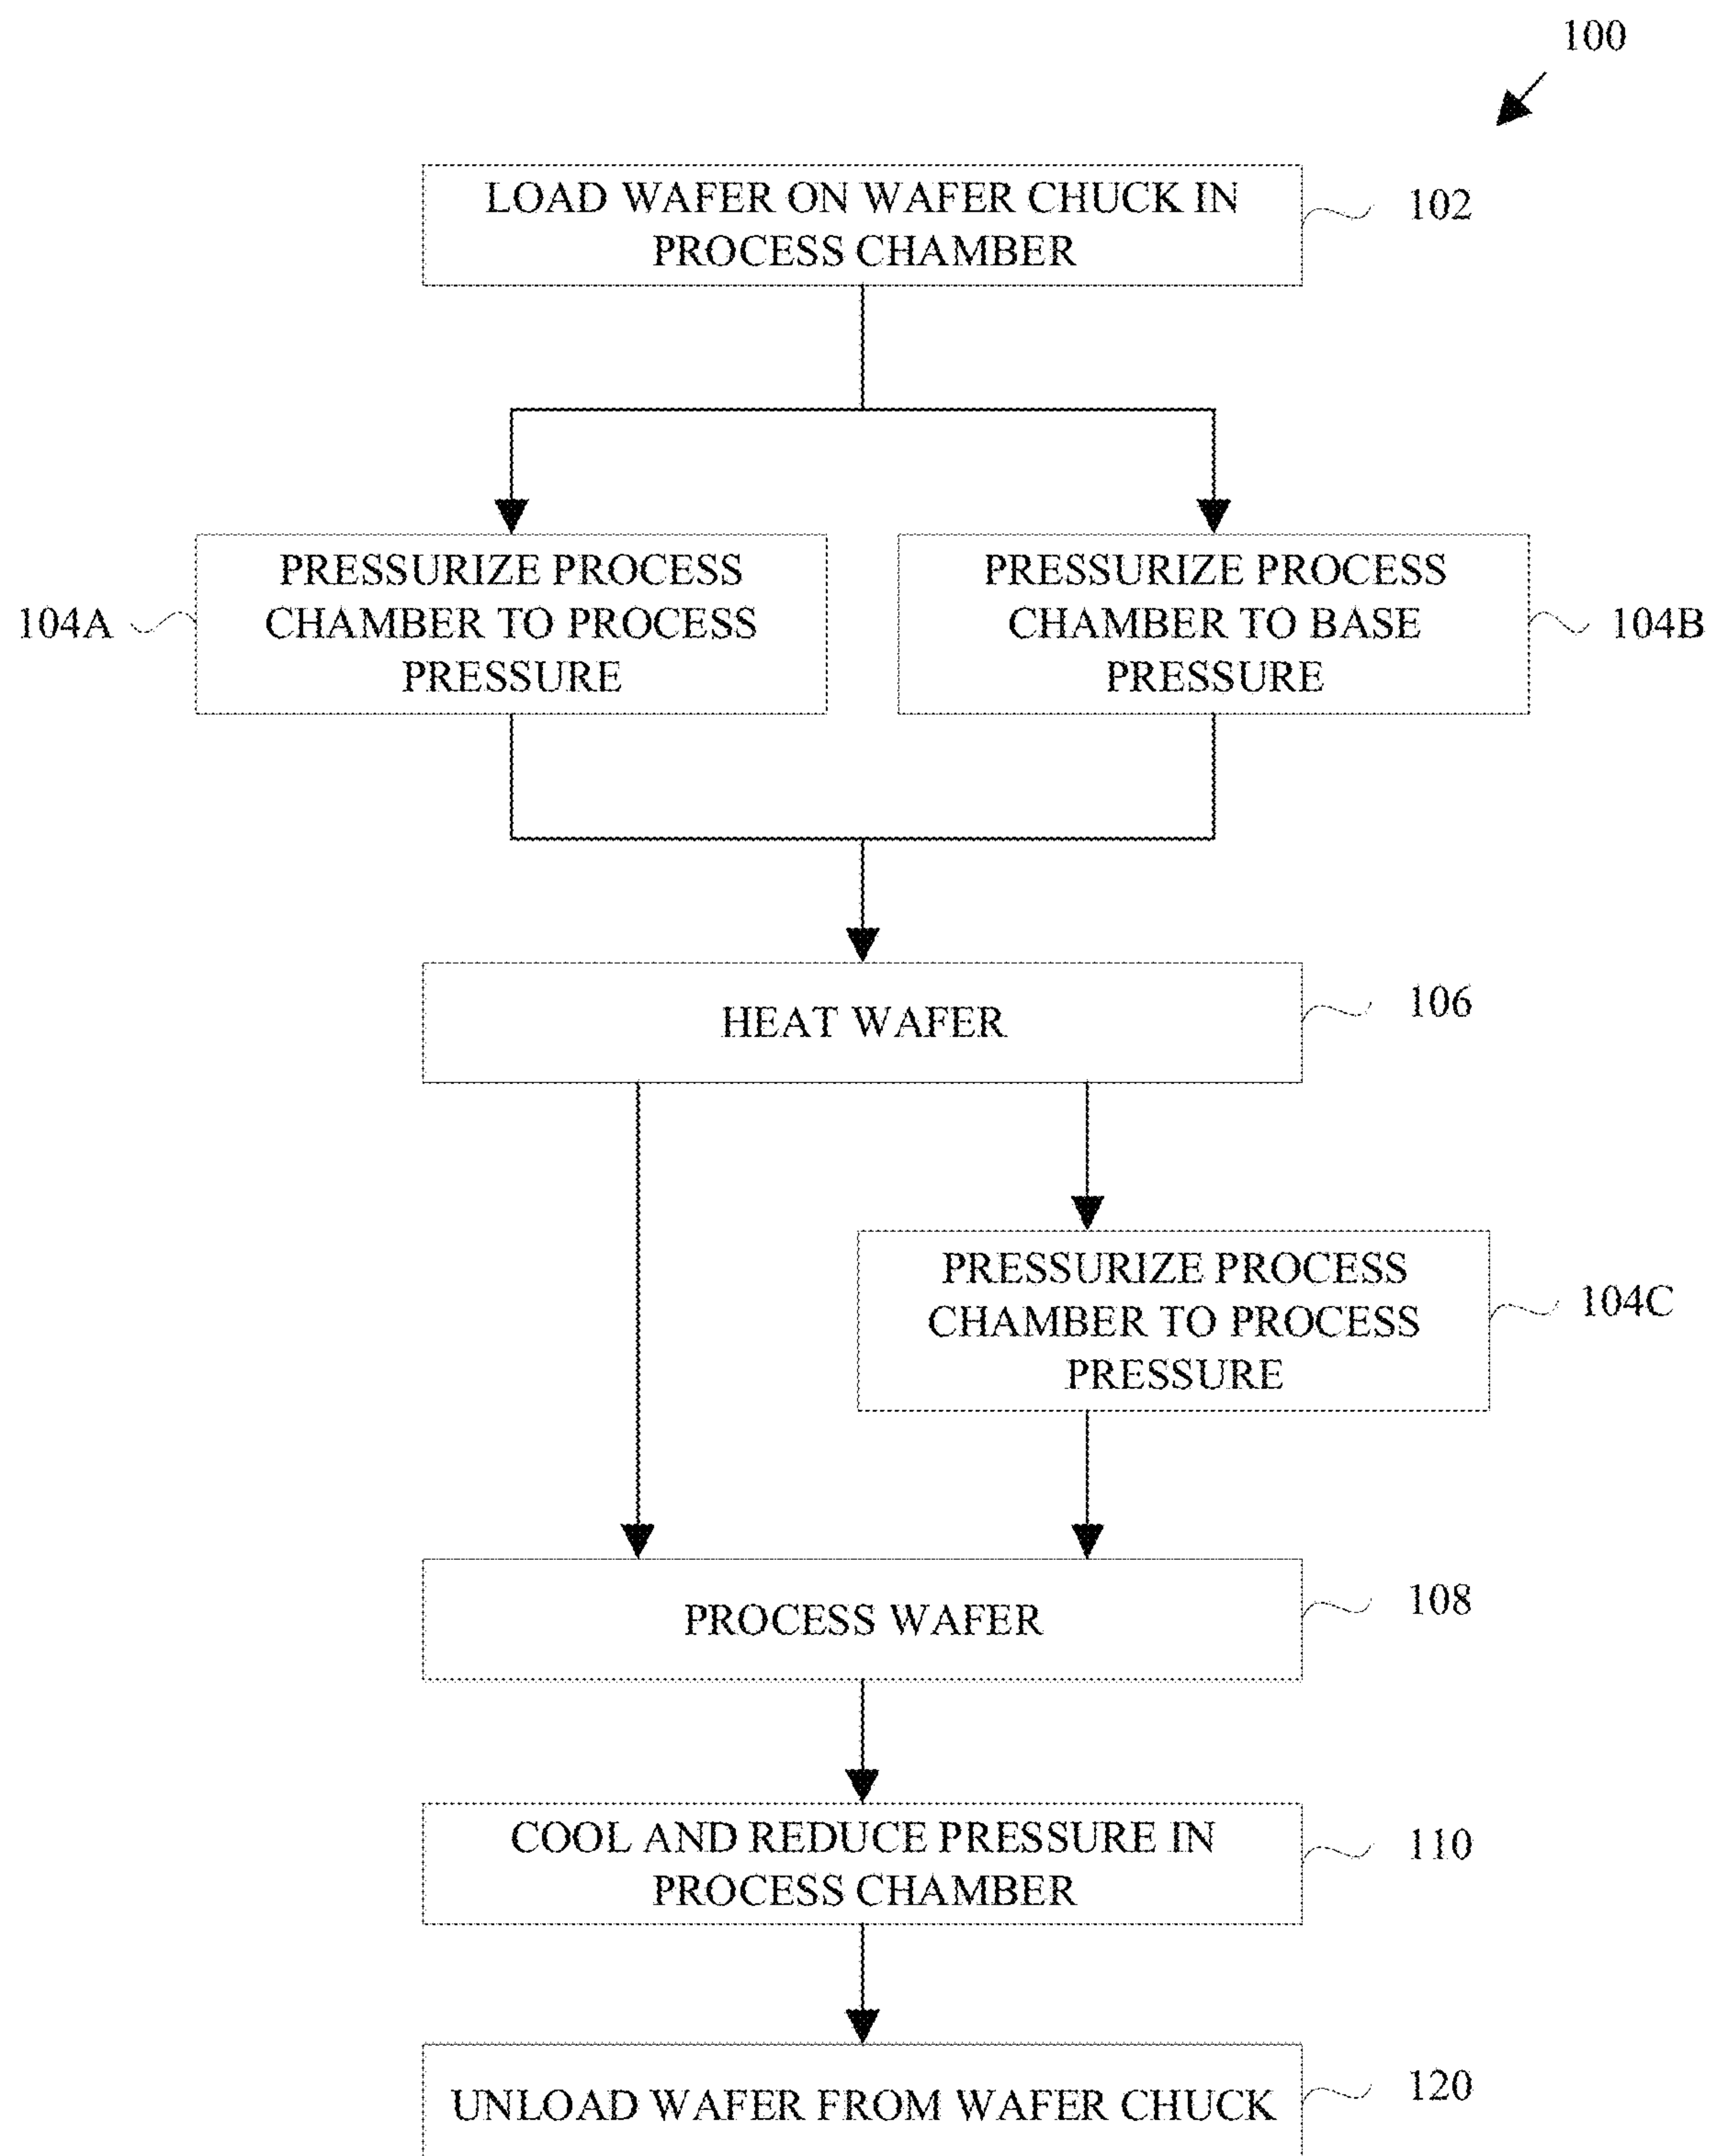 100
LOAD WAFER ON WAFER CHUCK IN
PROCESS CHAMBER
102
PRESSURIZE PROCESS
CHAMBER TO PROCESS
PRESSURE
104A
PRESSURIZE PROCESS
CHAMBER TO BASE
PRESSURE
104B
HEAT WAFER
106
PRESSURIZE PROCESS
CHAMBER TO PROCESS
PRESSURE
104C
PROCESS WAFER
108
COOL AND REDUCE PRESSURE IN
PROCESS CHAMBER
110
UNLOAD WAFER FROM WAFER CHUCK
120